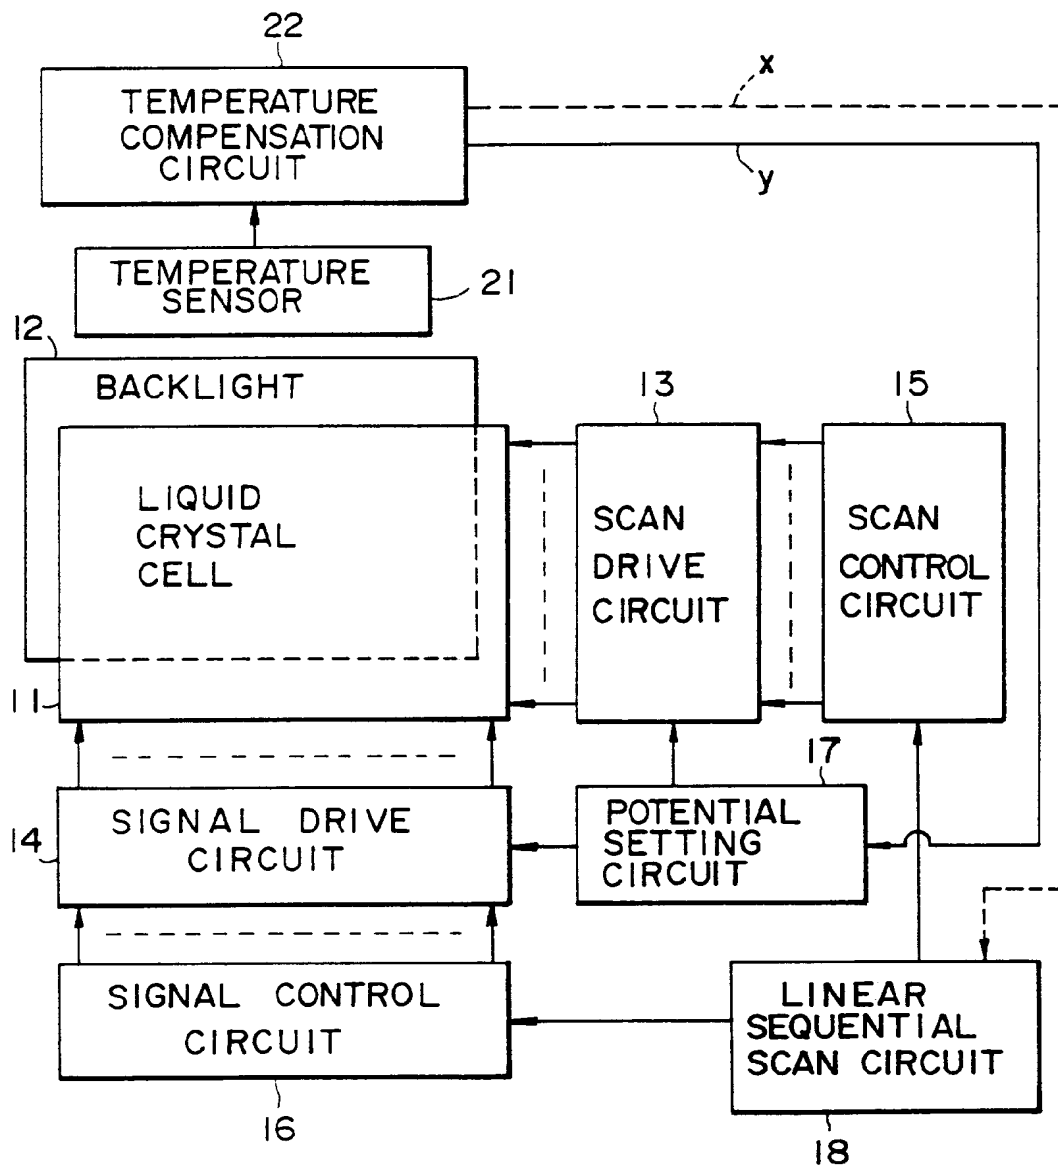 22
TEMPERATURE
COMPENSATION
CIRCUIT
x
y
TEMPERATURE
SENSOR
21
12
BACKLIGHT
13
15
LIQUID
CRYSTAL
CELL
SCAN
DRIVE
CIRCUIT
SCAN
CONTROL
CIRCUIT
11
17
14
SIGNAL DRIVE
CIRCUIT
POTENTIAL
SETTING
CIRCUIT
SIGNAL CONTROL
CIRCUIT
LINEAR
SEQUENTIAL
SCAN CIRCUIT
16
18